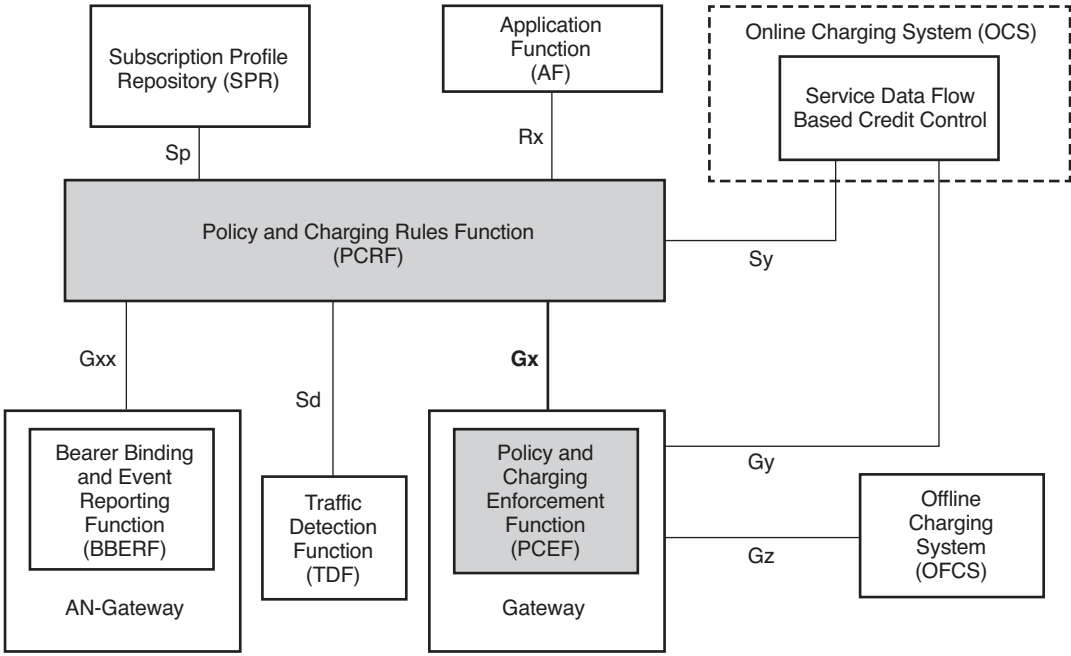 Subscription Profile
Repository (SPR)
Application
Function
(AF)
Online Charging System (OCS)
Service Data Flow
Based Credit Control
Sp
Rx
Policy and Charging Rules Function
(PCRF)
Sy
Gxx
Sd
Gx
Bearer Binding
and Event
Reporting
Function
(BBERF)
AN-Gateway
Traffic
Detection
Function
(TDF)
Policy and
Charging
Enforcement
Function
(PCEF)
Gateway
Gy
Gz
Offline
Charging
System
(OFCS)